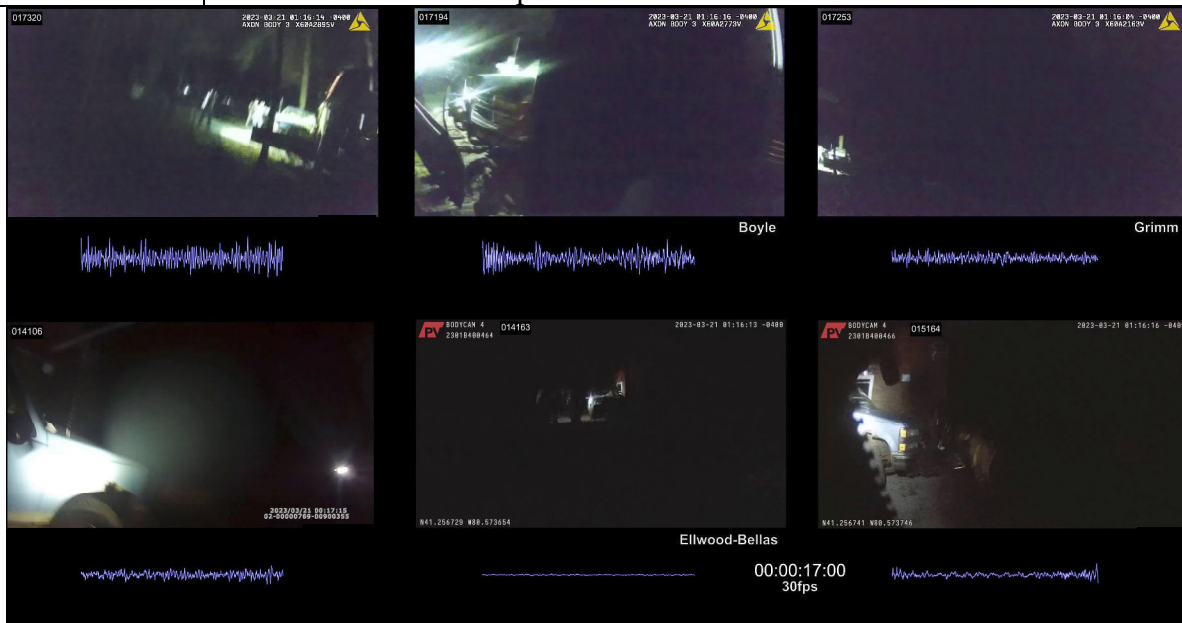 017320
2023-03-21 01:16:14 -0400
AXON BODY 3 X60A2895V
017194
2023-03-21 01:16:16 -0400
AXON BODY 3 X60A2773V
017253
2023-03-21 01:16:04 -0400
AXON BODY 3 X60A2163V
Boyle
Grimm
014106
2023/03/21 00:17:15
02-00000769-00900355
PV
BODYCAM 4
2301B400464
014163
2023-03-21 01:16:13 -0400
N41.256729 W80.573654
PV
BODYCAM 4
2301B400466
015164
2023-03-21 01:16:16 -040
N41.256741 W80.573746
Ellwood-Bellas
00:00:17:00
30fps